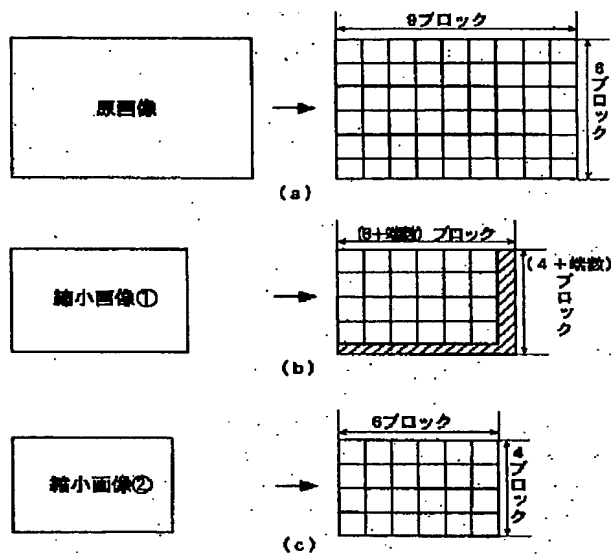 9ブロック
原画像
6ブロック
(a)
(6+端数) ブロック
縮小画像①
(4+端数)ブロック
(b)
6ブロック
縮小画像②
4ブロック
(c)